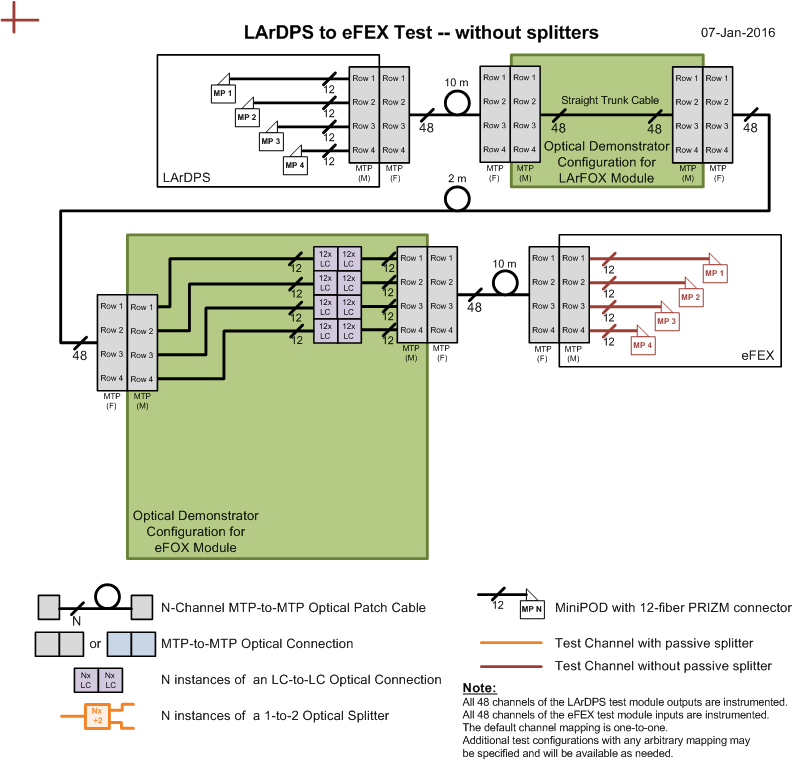 LArDPS to eFEX Test -- without splitters
07-Jan-2016
MP 1
MP 2
MP 3
MP 4
12
12
12
12
Row 1
Row 2
Row 3
Row 4
Row 1
Row 2
Row 3
Row 4
MTP
(M)
MTP
(F)
LArDPS
48
10 m
Row 1
Row 2
Row 3
Row 4
Row 1
Row 2
Row 3
Row 4
MTP
(F)
MTP
(M)
Straight Trunk Cable
48
48
Optical Demonstrator
Configuration for
LArFOX Module
Row 1
Row 2
Row 3
Row 4
Row 1
Row 2
Row 3
Row 4
MTP
(M)
MTP
(F)
48
2 m
48
Row 1
Row 2
Row 3
Row 4
Row 1
Row 2
Row 3
Row 4
MTP
(F)
MTP
(M)
12
12
12
12
12x
LC
12x
LC
12x
LC
12x
LC
12x
LC
12x
LC
12x
LC
12x
LC
12
12
12
12
Row 1
Row 2
Row 3
Row 4
Row 1
Row 2
Row 3
Row 4
MTP
(M)
MTP
(F)
48
10 m
Row 1
Row 2
Row 3
Row 4
Row 1
Row 2
Row 3
Row 4
MTP
(F)
MTP
(M)
12
12
12
12
MP 1
MP 2
MP 3
MP 4
eFEX
Optical Demonstrator
Configuration for
eFOX Module
N
N-Channel MTP-to-MTP Optical Patch Cable
or
MTP-to-MTP Optical Connection
Nx
LC
Nx
LC
N instances of an LC-to-LC Optical Connection
Nx
÷2
N instances of a 1-to-2 Optical Splitter
12
MP N
MiniPOD with 12-fiber PRIZM connector
Test Channel with passive splitter
Test Channel without passive splitter
Note:
All 48 channels of the LArDPS test module outputs are instrumented.
All 48 channels of the eFEX test module inputs are instrumented.
The default channel mapping is one-to-one.
Additional test configurations with any arbitrary mapping may
be specified and will be available as needed.